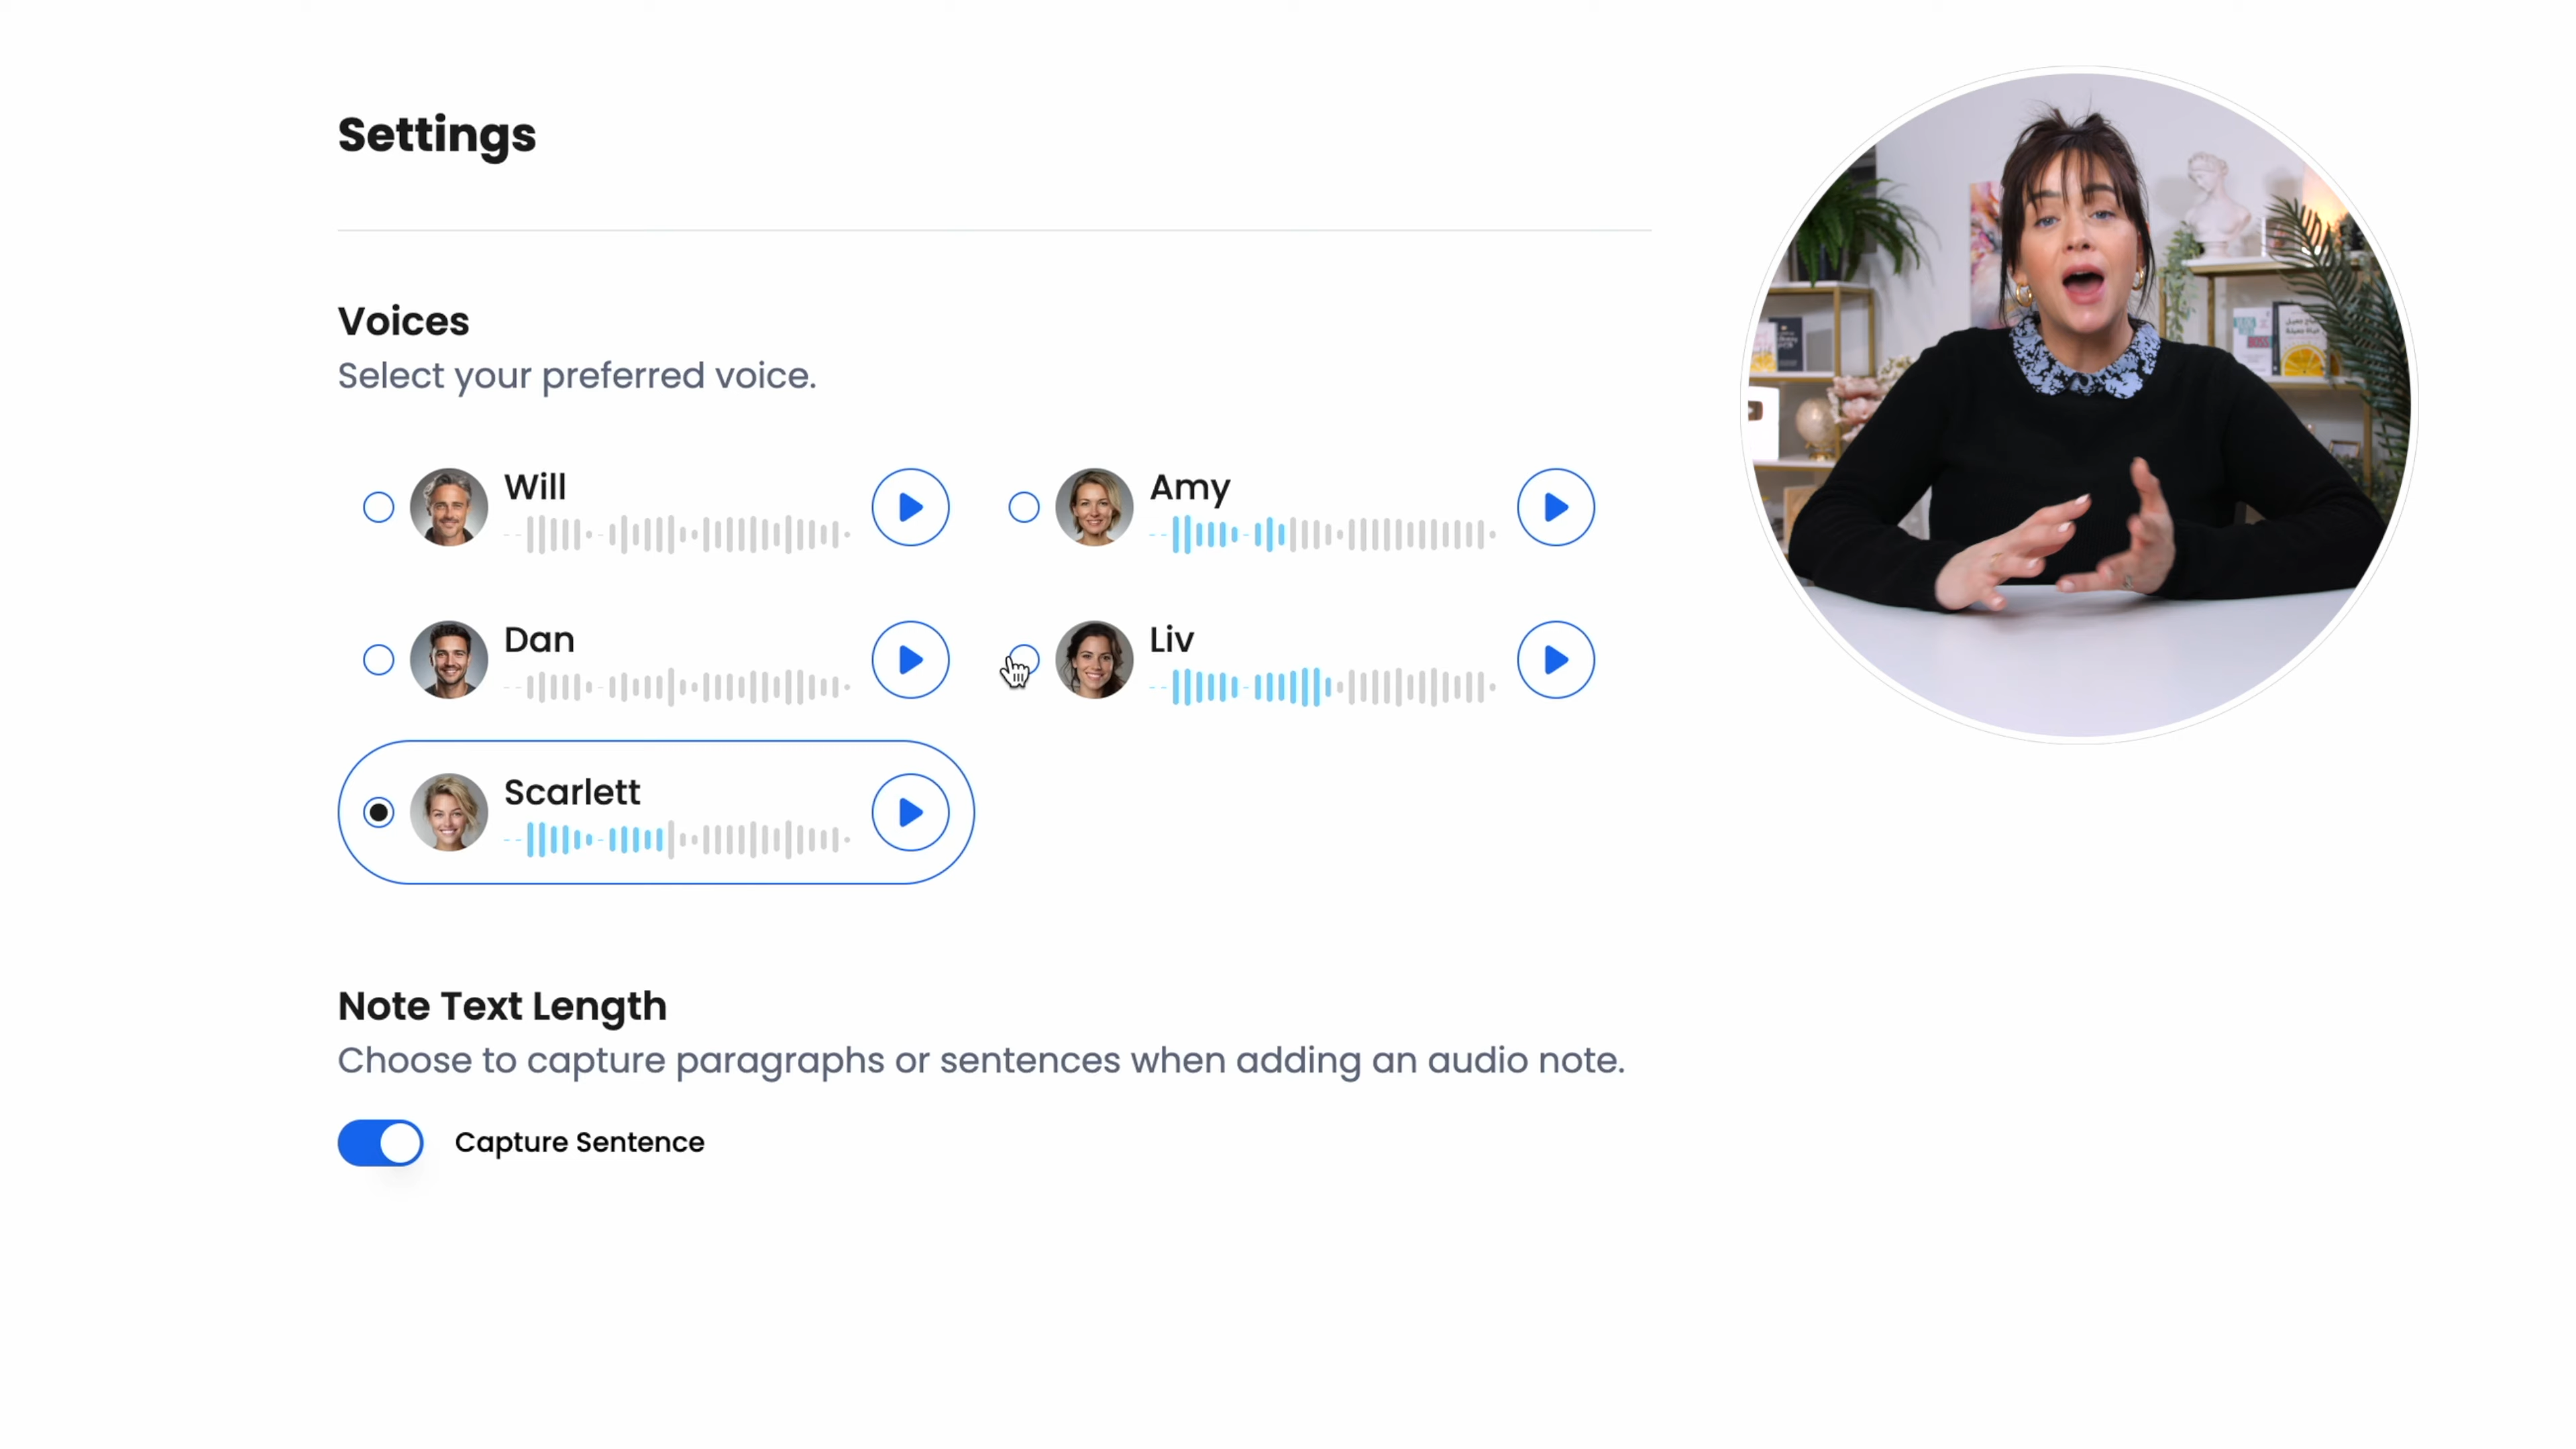 Settings
Voices
Select your preferred voice.
Will
Amy
Dan
Liv
Scarlett
Note Text Length
Choose to capture paragraphs or sentences when adding an audio note.
Capture Sentence
BOSS